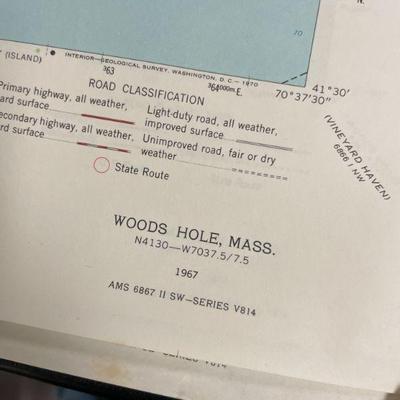 70
(ISLAND)
INTERIOR—GEOLOGICAL SURVEY, WASHINGTON, D. C.—1970
363
364000m E.
70°37'30"
41°30'
ROAD CLASSIFICATION
Primary highway, all weather,
ard surface
Light-duty road, all weather,
improved surface
econdary highway, all weather,
rd surface
Unimproved road, fair or dry
weather
State Route
(VINEYARD HAVEN)
6866 I NW
WOODS HOLE, MASS.
N4130—W7037.5/7.5
1967
AMS 6867 II SW—SERIES V814